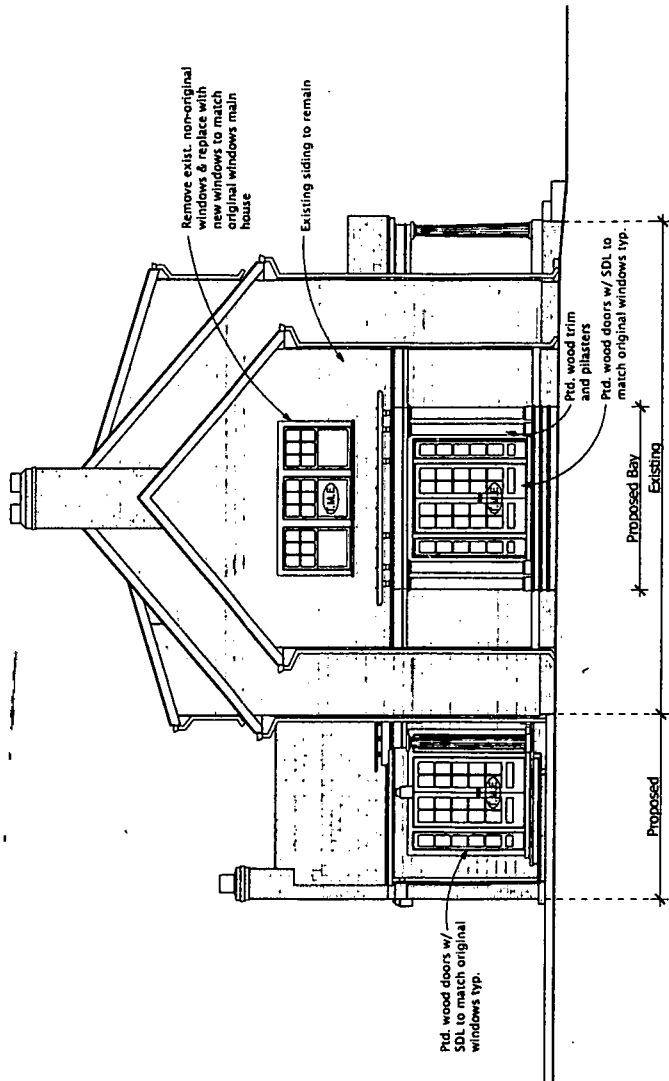 Remove exist. non-original
windows & replace with
new windows to match
original windows main
house
Existing siding to remain
T.M.E
Ptd. wood trim
and pilasters
Ptd. wood doors w/ SDL to
match original windows typ.
T.M.E
Proposed Bay
Existing
T.M.E
Ptd. wood doors w/
SDL to match original
windows typ.
Proposed